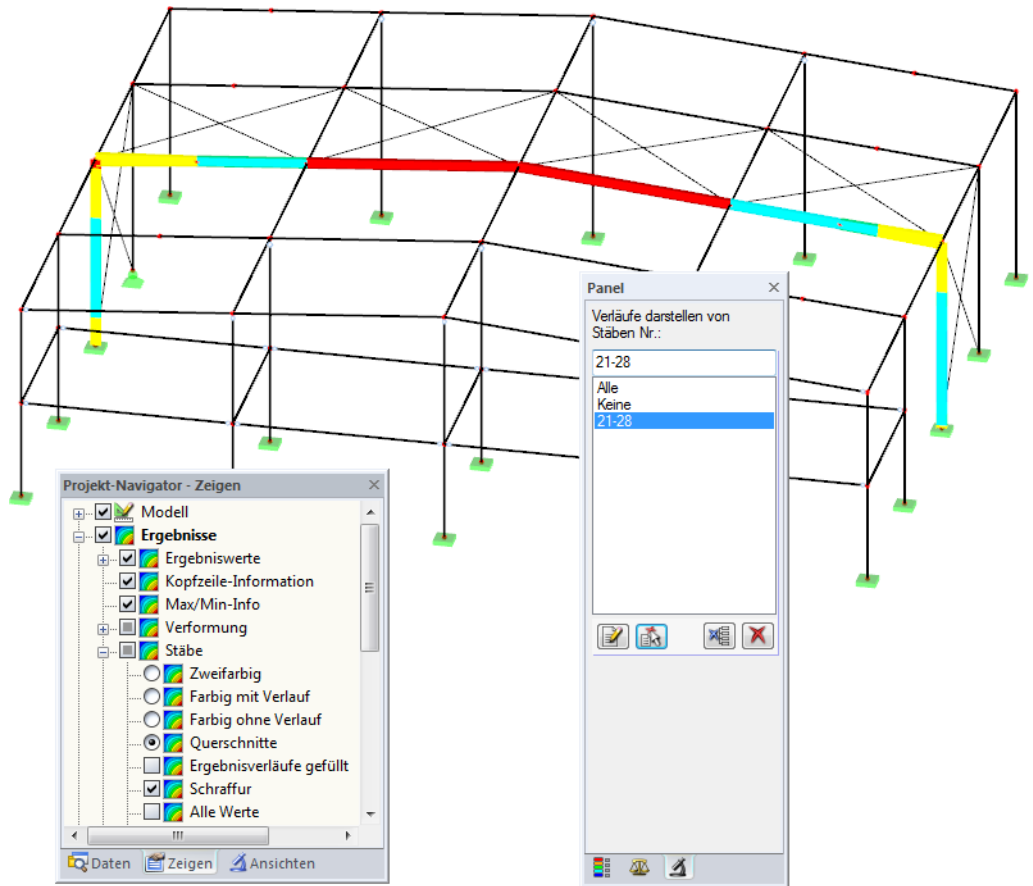 Panel
Verläufe darstellen von
Stäben Nr.:
21-28
Alle
Keine
21-28
Projekt-Navigator - Zeigen
Modell
Ergebnisse
Ergebniswerte
Kopfzeile-Information
Max/Min-Info
Verformung
Stäbe
Zweifarbig
Farbig mit Verlauf
Farbig ohne Verlauf
Querschnitte
Ergebnisverläufe gefüllt
Schraffur
Alle Werte
Daten Zeigen Ansichten